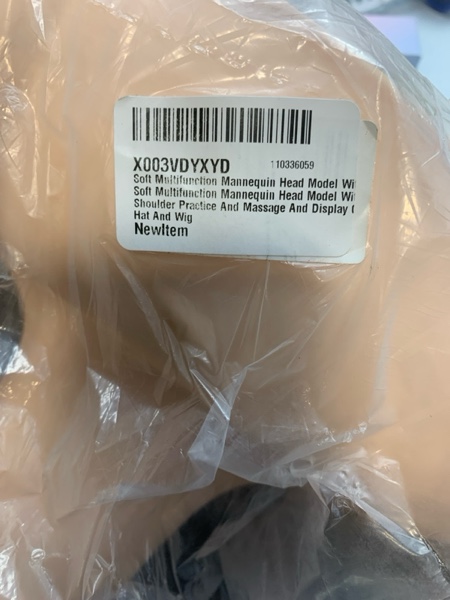 X003VDYXYD 110336059
Soft Multifunction Mannequin Head Model Wi
Soft Multifunction Mannequin Head Model Wi
Shoulder Practice And Massage And Display
Hat And Wig
NewItem